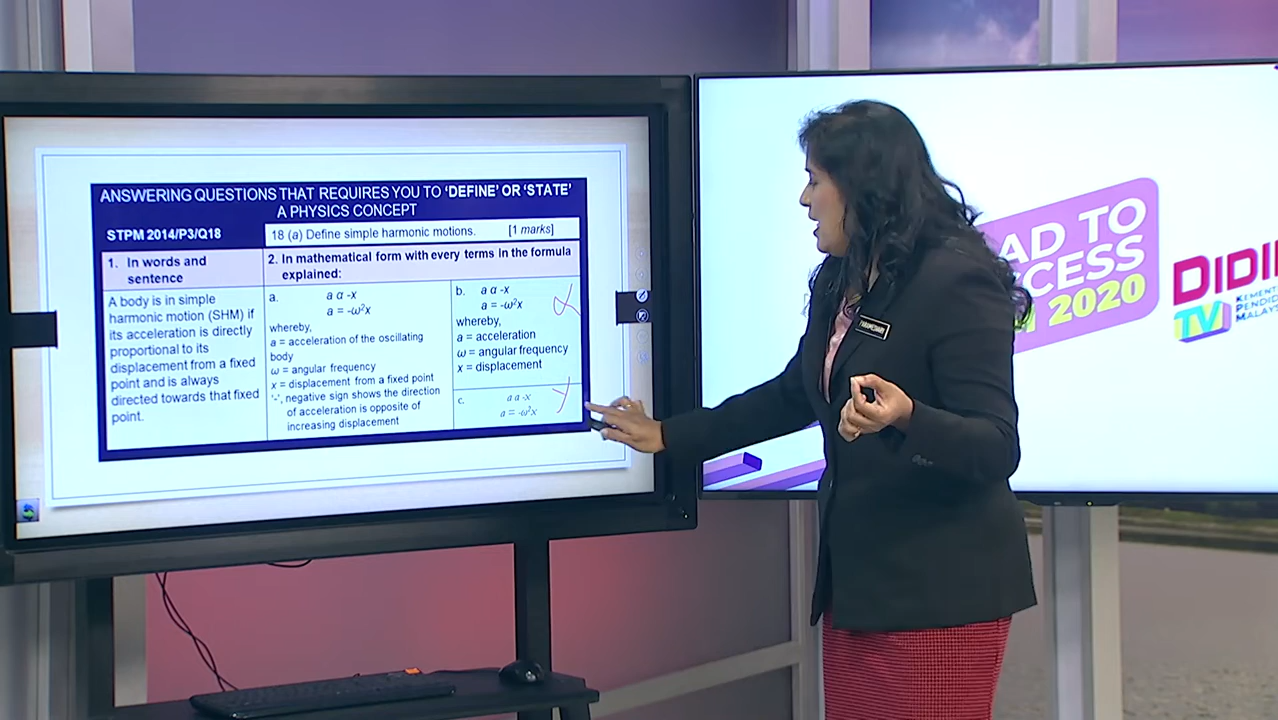 ANSWERING QUESTIONS THAT REQUIRES YOU TO ‘DEFINE’ OR ‘STATE’
A PHYSICS CONCEPT
STPM 2014/P3/Q18
18 (a) Define simple harmonic motions. [1 marks]
1. In words and
sentence
2. In mathematical form with every terms in the formula
explained:
A body is in simple
harmonic motion (SHM) if
its acceleration is directly
proportional to its
displacement from a fixed
point and is always
directed towards that fixed
point.
a. a α -x
a = -ω²x
whereby,
a = acceleration of the oscillating
body
ω = angular frequency
x = displacement from a fixed point
‘-’, negative sign shows the direction
of acceleration is opposite of
increasing displacement
b. a α -x
a = -ω²x
whereby,
a = acceleration
ω = angular frequency
x = displacement
c. a α -x
a = -ω²x
AD TO
CESS
2020
DIDI
TV